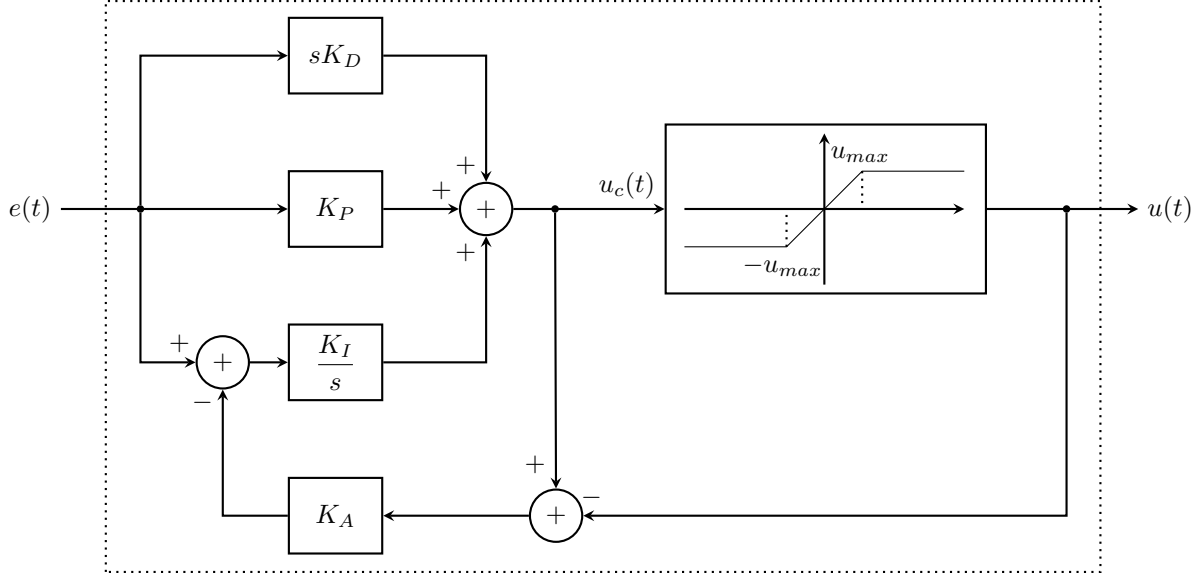 sK_D
+
+
u_max
u_c(t)
e(t)
K_P
+
u(t)
+
−u_max
+
+
K_I
s
−
+
−
K_A
+